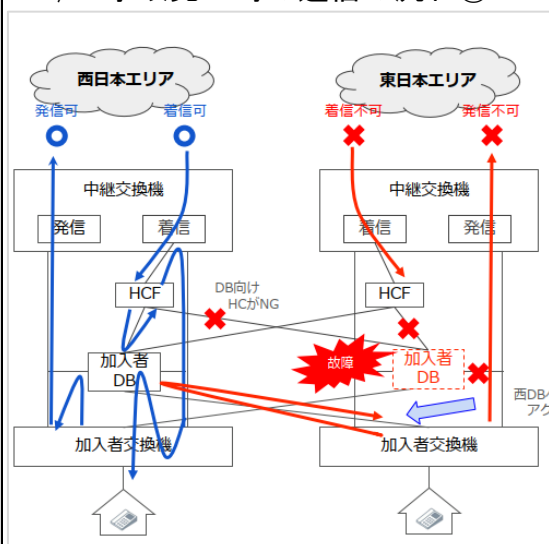 西日本エリア
東日本エリア
発信可
着信可
着信不可
発信不可
中継交換機
中継交換機
発信
着信
着信
発信
DB向け
HCがNG
HCF
HCF
故障
加入者
DB
加入者
DB
西DBへ
アク
加入者交換機
加入者交換機